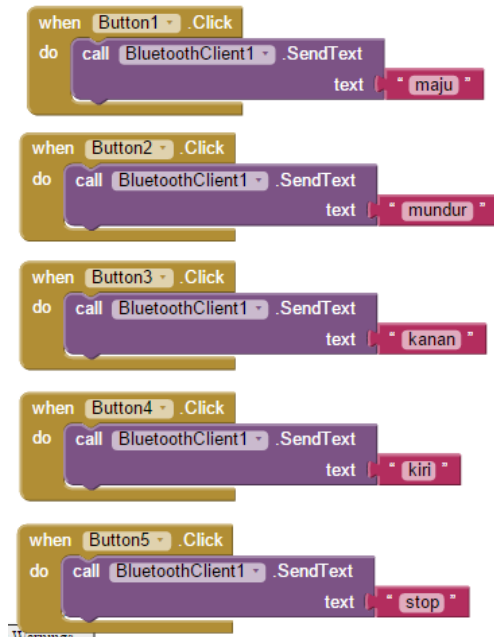 when Button1 .Click
do call BluetoothClient1 .SendText
text " maju "
when Button2 .Click
do call BluetoothClient1 .SendText
text " mundur "
when Button3 .Click
do call BluetoothClient1 .SendText
text " kanan "
when Button4 .Click
do call BluetoothClient1 .SendText
text " kiri "
when Button5 .Click
do call BluetoothClient1 .SendText
text " stop "